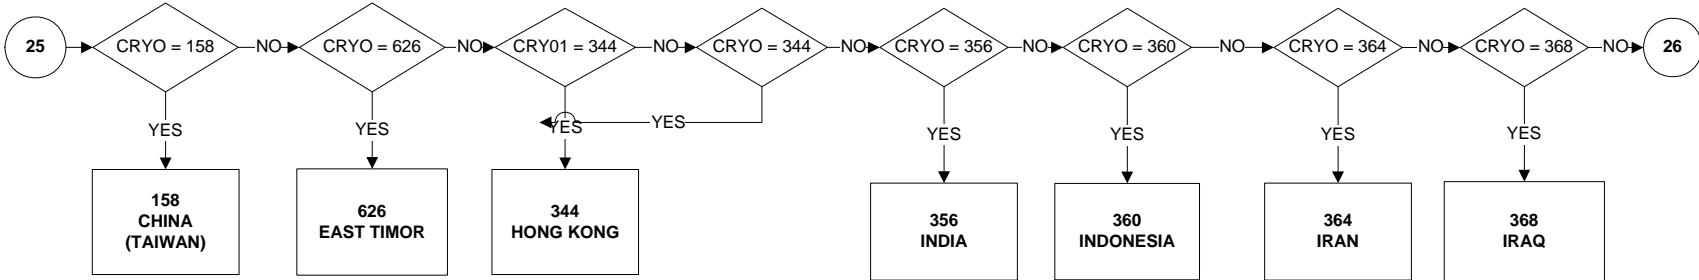 25
CRYO = 158
NO
CRYO = 626
NO
CRY01 = 344
NO
CRYO = 344
NO
CRYO = 356
NO
CRYO = 360
NO
CRYO = 364
NO
CRYO = 368
NO
26
YES
YES
YES
YES
YES
YES
YES
YES
158
CHINA
(TAIWAN)
626
EAST TIMOR
344
HONG KONG
356
INDIA
360
INDONESIA
364
IRAN
368
IRAQ